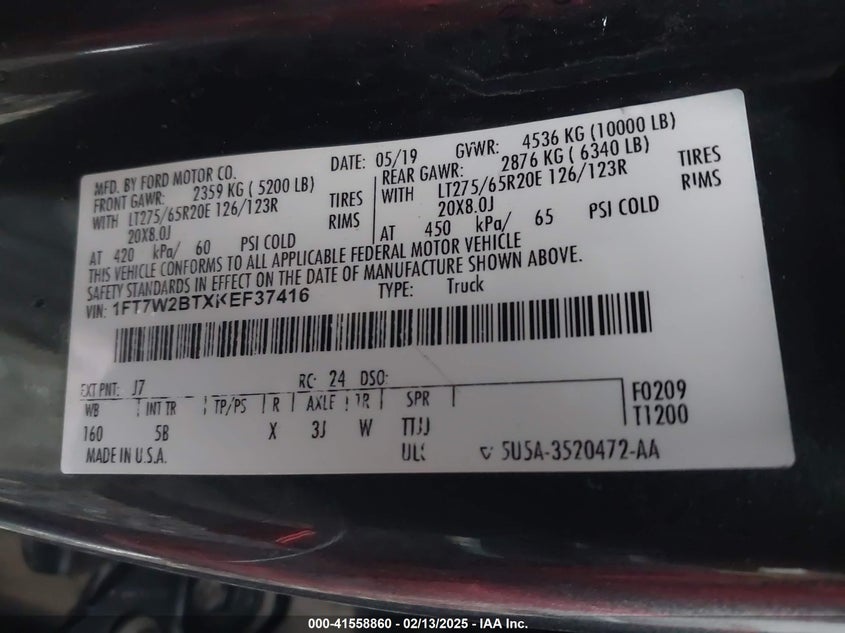 MFD. BY FORD MOTOR CO. DATE: 05/19 GVWR: 4536 KG (10000 LB)
FRONT GAWR: 2359 KG (5200 LB)
WITH LT275/65R20E 126/123R TIRES
20X8.0J RIMS
AT 420 kPa/ 60 PSI COLD
REAR GAWR: 2876 KG (6340 LB)
WITH LT275/65R20E 126/123R TIRES
20X8.0J RIMS
AT 450 kPa/ 65 PSI COLD
THIS VEHICLE CONFORMS TO ALL APPLICABLE FEDERAL MOTOR VEHICLE
SAFETY STANDARDS IN EFFECT ON THE DATE OF MANUFACTURE SHOWN ABOVE.
VIN: 1FT7W2BTXKEF37416 TYPE: Truck
EXT PNT: J7 RC: 24 DSO:
WB INT TR TP/PS R AXLE TR SPR F0209
160 5B X 3J W TTJJ T1200
MADE IN U.S.A. 5U5A-3520472-AA
000-41558860 - 02/13/2025 - IAAI.COM